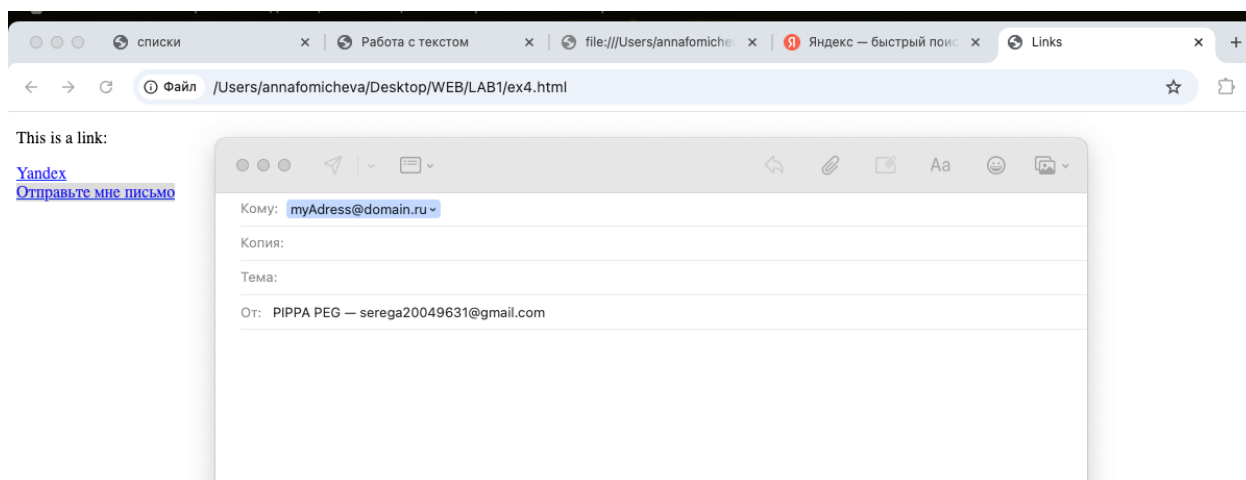 списки
Работа с текстом
file:///Users/annafomiche
Яндекс — быстрый поис
Links
Файл /Users/annafomicheva/Desktop/WEB/LAB1/ex4.html
This is a link:
Yandex
Отправьте мне письмо
Aa
Кому: myAdress@domain.ru
Копия:
Тема:
От: PIPPA PEG — serega20049631@gmail.com